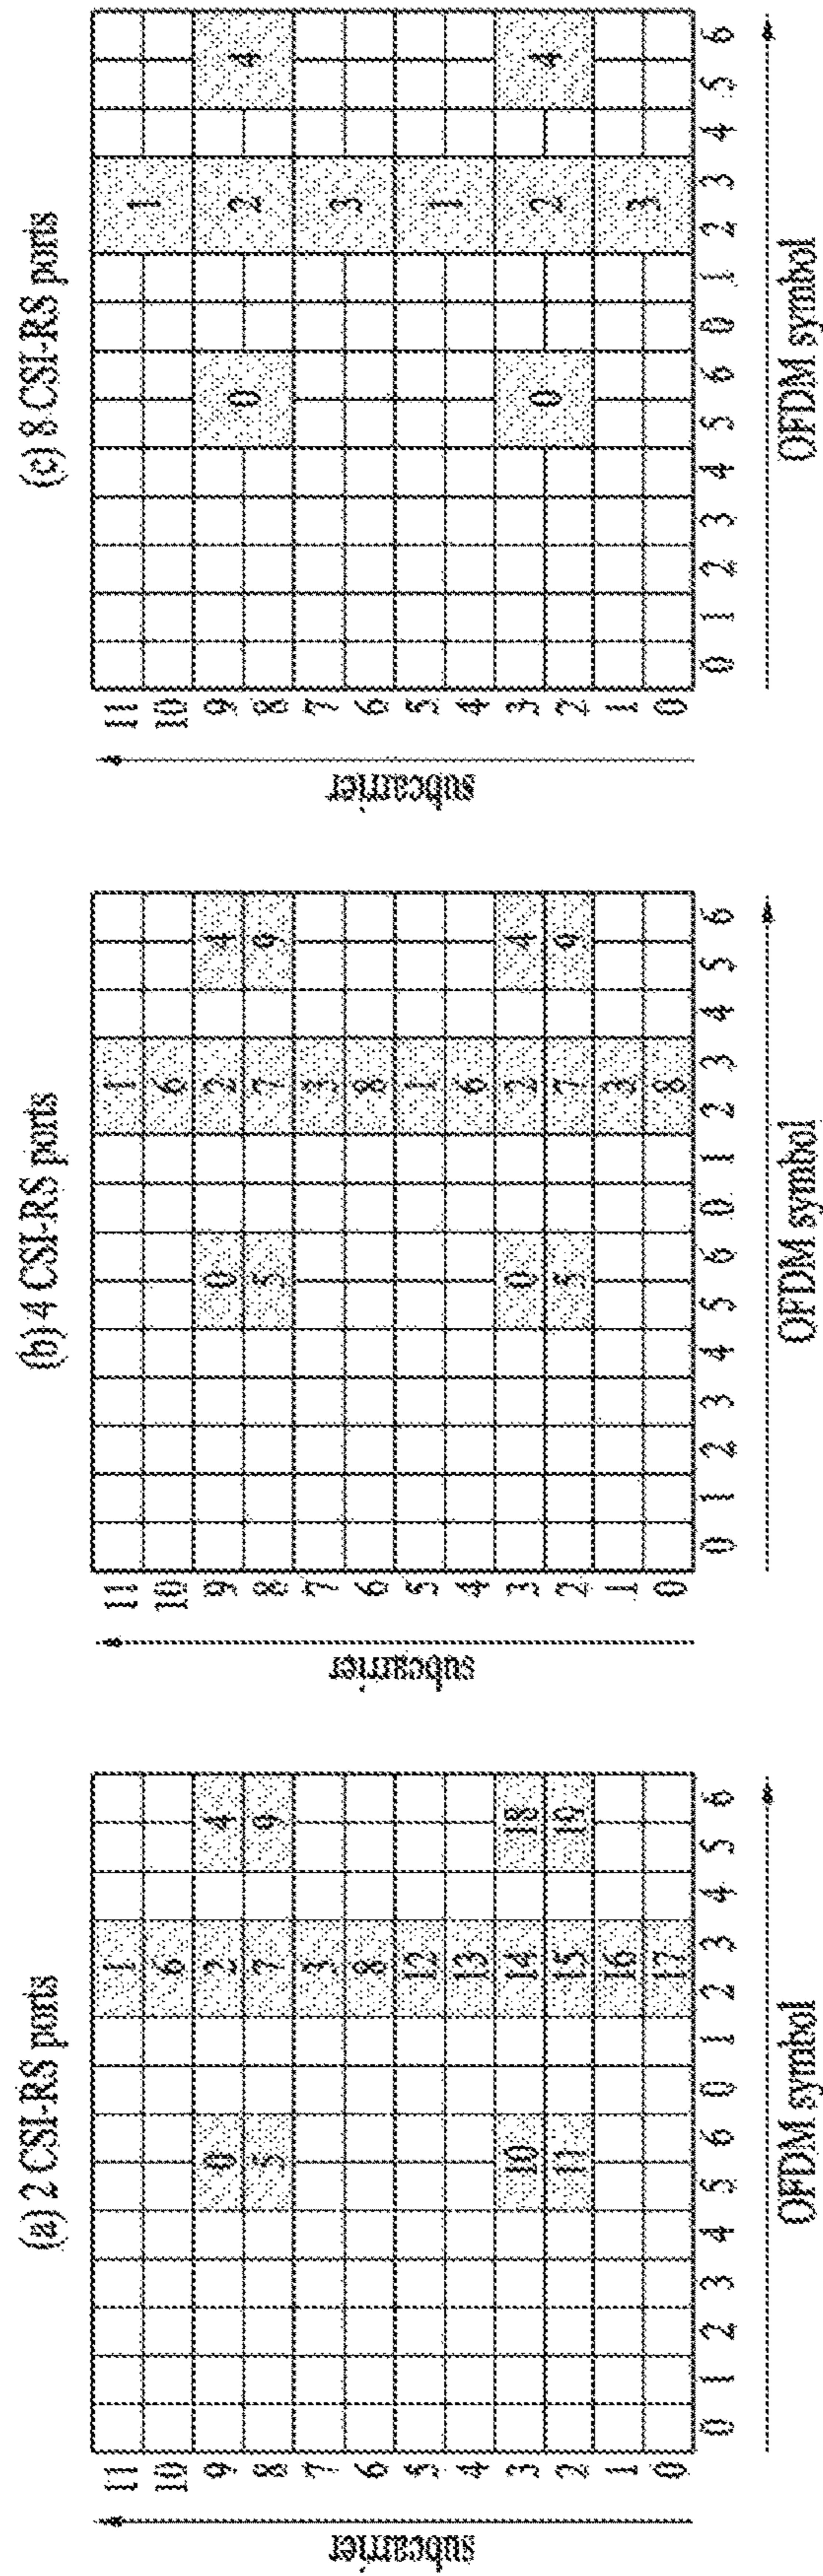 (a) 2 CSI-RS ports
subcarrier
11 1
10 6
9 0 2 4
8 5 7 9
7 3
6 8
5 12
4 13
3 10 14 18
2 11 15 19
1 16
0 17
0 1 2 3 4 5 6 0 1 2 3 4 5 6
OFDM symbol
(b) 4 CSI-RS ports
subcarrier
11 1
10 6
9 0 2 4
8 5 7 9
7 3
6 8
5 1
4 6
3 0 2 4
2 5 7 9
1 3
0 8
0 1 2 3 4 5 6 0 1 2 3 4 5 6
OFDM symbol
(c) 8 CSI-RS ports
subcarrier
11
1
10
9
0 2 4
8
7
3
6
5
1
4
3
0 2 4
2
1
3
0
0 1 2 3 4 5 6 0 1 2 3 4 5 6
OFDM symbol